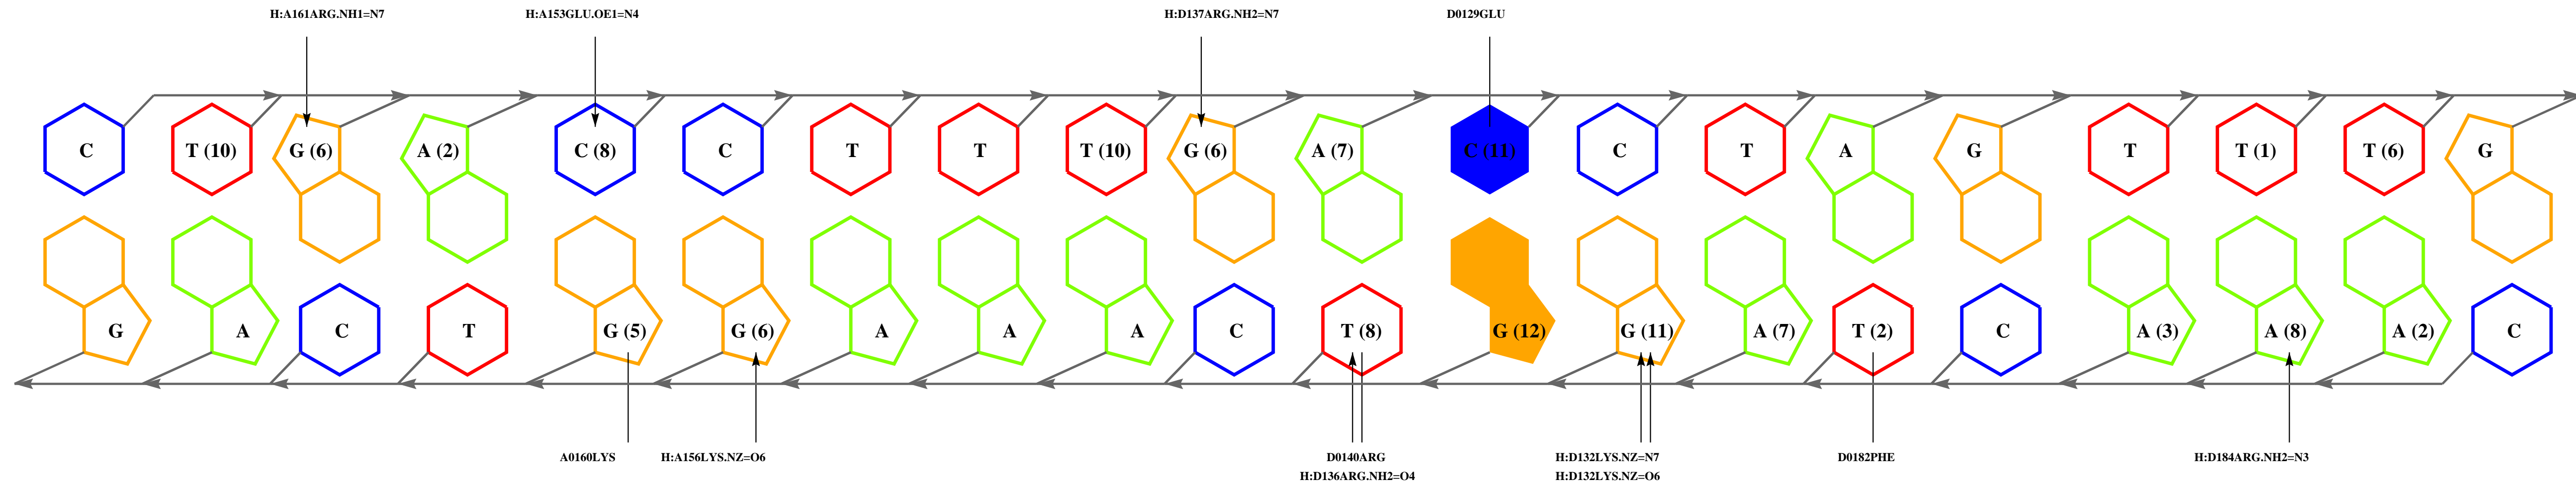 H:A161ARG.NH1=N7 H:A153GLU.OE1=N4 H:D137ARG.NH2=N7 D0129GLU
C T (10) G (6) A (2) C (8) C T T T (10) G (6) A (7) C (11) C T A G T T (1) T (6) G
G A C T G (5) G (6) A A A C T (8) G (12) G (11) A (7) T (2) C A (3) A (8) A (2) C
A0160LYS H:A156LYS.NZ=O6 D0140ARG H:D132LYS.NZ=N7 D0182PHE H:D184ARG.NH2=N3
H:D136ARG.NH2=O4 H:D132LYS.NZ=O6